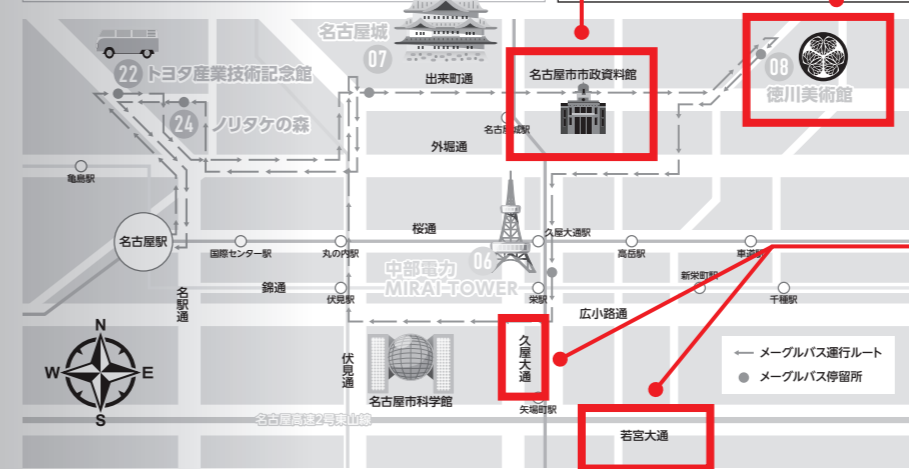 名古屋城
07
22 トヨタ産業技術記念館
24 ノリタケの森
出来町通
名古屋市市政資料館
08
徳川美術館
外堀通
亀島駅
名古屋駅
国際センター駅
丸の内駅
桜通
久屋大通駅
高岳駅
車道駅
中部電力
MIRAI TOWER
06
名駅通
錦通
伏見駅
栄駅
新栄町駅
千種駅
広小路通
N
W
E
S
伏見通
名古屋市科学館
久屋大通
矢場町駅
名古屋高速2号東山線
若宮大通
メーグルバス運行ルート
メーグルバス停留所